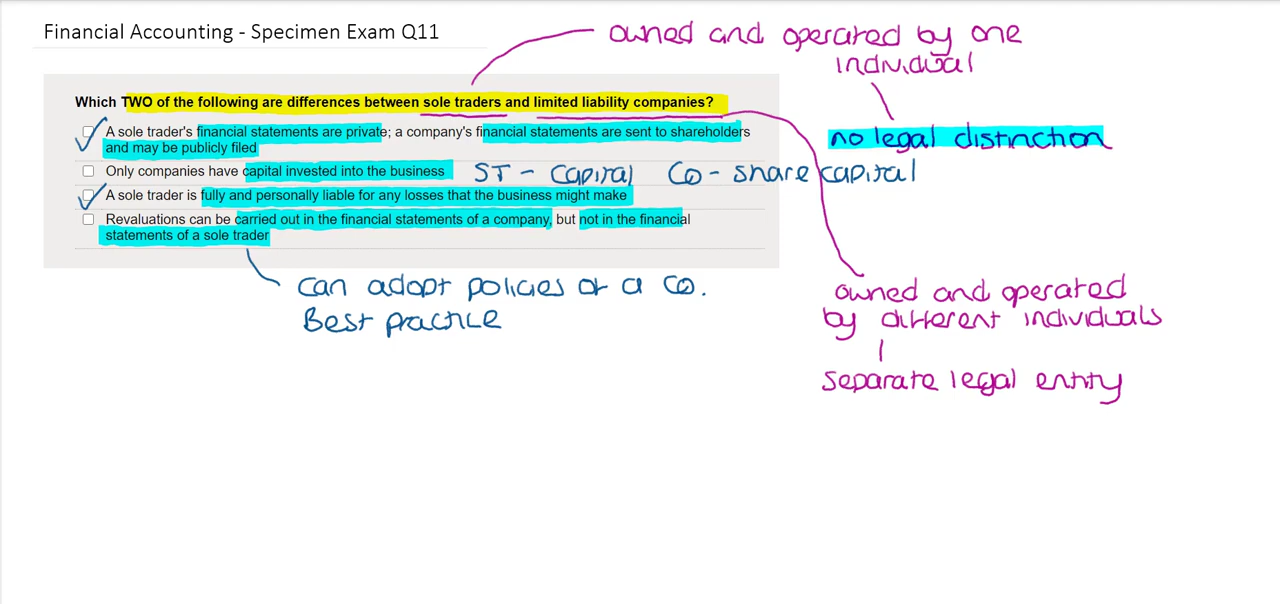 Financial Accounting - Specimen Exam Q11
owned and operated by one
individual
Which TWO of the following are differences between sole traders and limited liability companies?
A sole trader's financial statements are private; a company's financial statements are sent to shareholders
and may be publicly filed
no legal distinction
Only companies have capital invested into the business
ST - Capital Co - share capital
A sole trader is fully and personally liable for any losses that the business might make
Revaluations can be carried out in the financial statements of a company, but not in the financial
statements of a sole trader
can adopt policies of a Co.
Best practice
owned and operated
by different individuals
separate legal entity